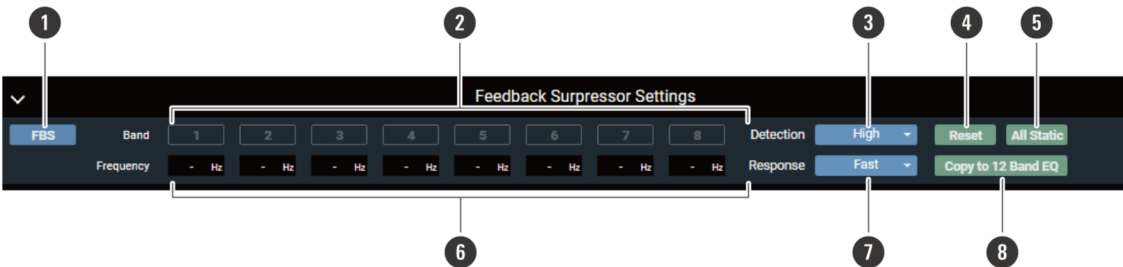 1 2 3 4 5
Feedback Surpressor Settings
FBS Band 1 2 3 4 5 6 7 8 Detection High Reset All Static
Frequency - Hz - Hz - Hz - Hz - Hz - Hz - Hz - Hz Response Fast Copy to 12 Band EQ
6 7 8